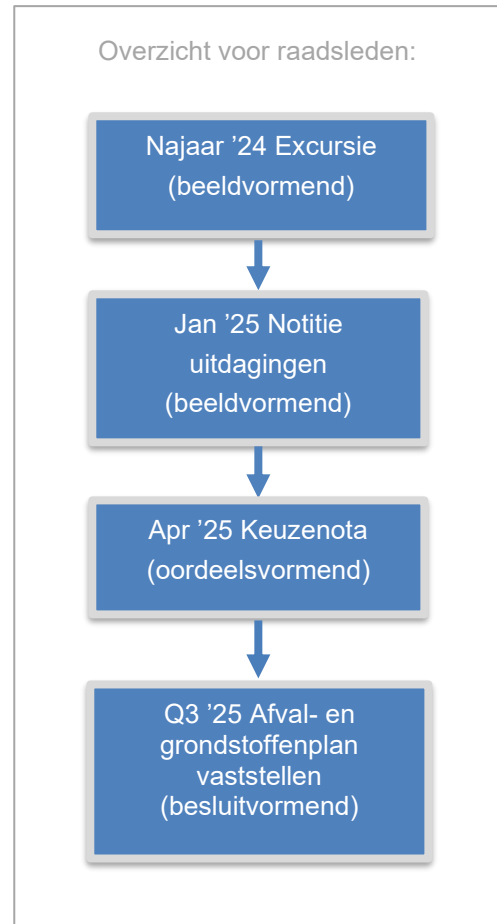 Overzicht voor raadsleden:
Najaar ’24 Excursie
(beeldvormend)
Jan ’25 Notitie
uitdagingen
(beeldvormend)
Apr ’25 Keuzenota
(oordeelsvormend)
Q3 ’25 Afval- en
grondstoffenplan
vaststellen
(besluitvormend)